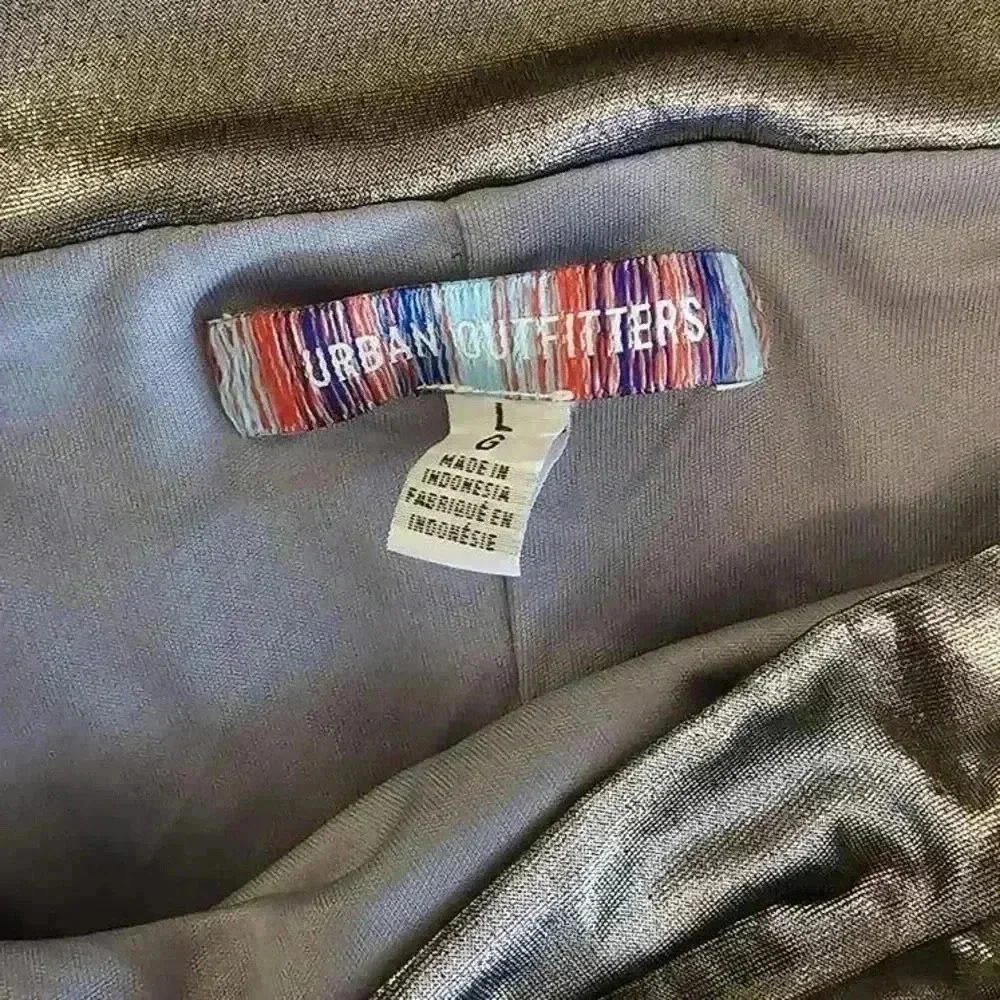 URBAN OUTFITTERS
L
G
MADE IN
INDONESIA
FABRIQUÉ EN
INDONÉSIE